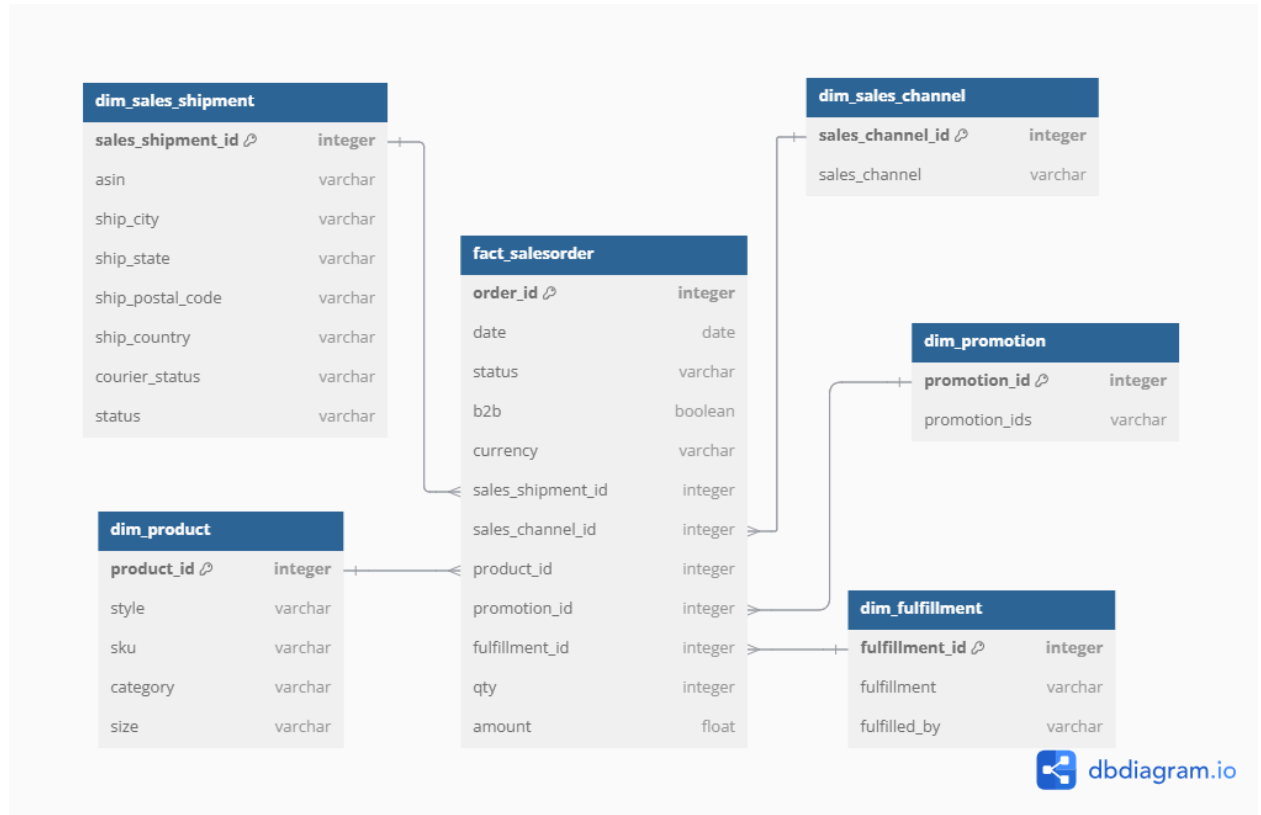 dim_sales_shipment
sales_shipment_id integer
asin varchar
ship_city varchar
ship_state varchar
ship_postal_code varchar
ship_country varchar
courier_status varchar
status varchar
dim_product
product_id integer
style varchar
sku varchar
category varchar
size varchar
fact_salesorder
order_id integer
date date
status varchar
b2b boolean
currency varchar
sales_shipment_id integer
sales_channel_id integer
product_id integer
promotion_id integer
fulfillment_id integer
qty integer
amount float
dim_sales_channel
sales_channel_id integer
sales_channel varchar
dim_promotion
promotion_id integer
promotion_ids varchar
dim_fulfillment
fulfillment_id integer
fulfillment varchar
fulfilled_by varchar
dbdiagram.io